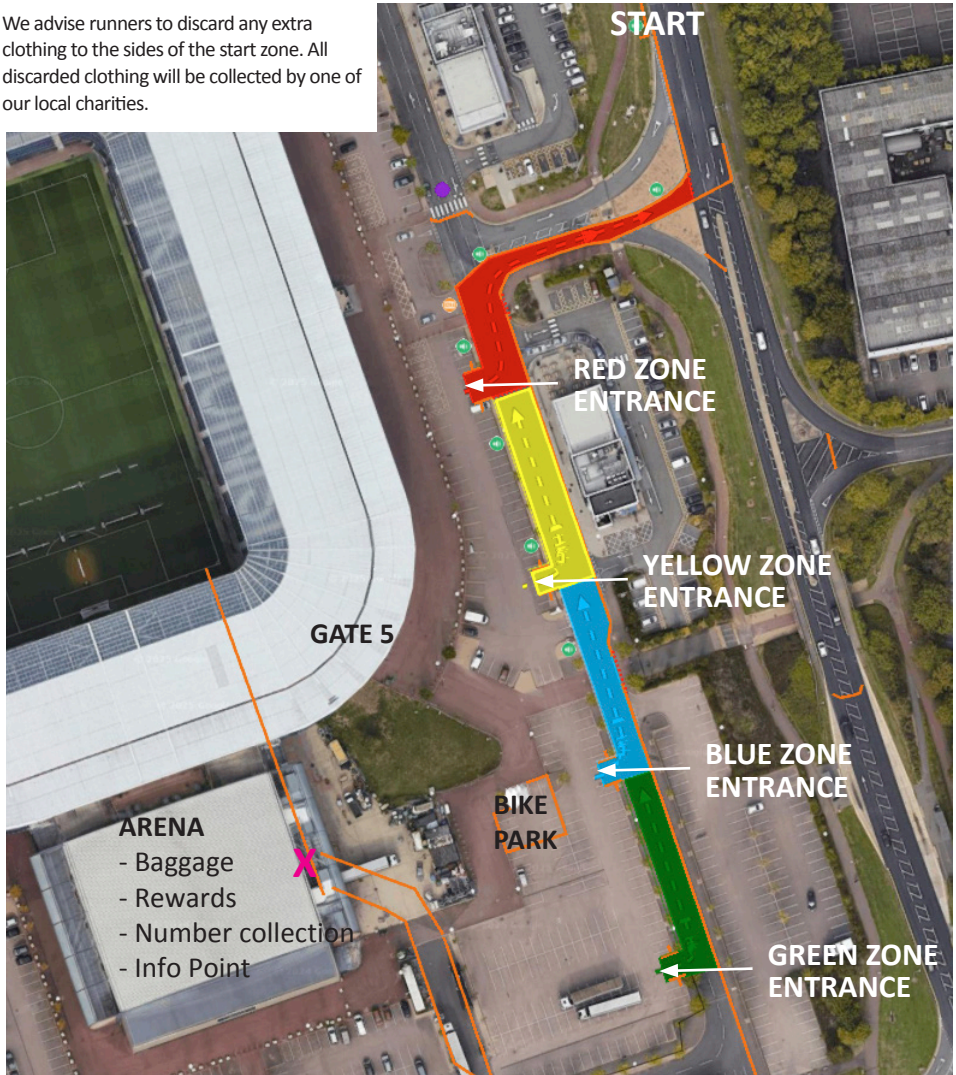 We advise runners to discard any extra
clothing to the sides of the start zone. All
discarded clothing will be collected by one of
our local charities.
START
RED ZONE
ENTRANCE
YELLOW ZONE
ENTRANCE
GATE 5
BLUE ZONE
ENTRANCE
BIKE
PARK
ARENA
- Baggage
- Rewards
- Number collection
- Info Point
X
GREEN ZONE
ENTRANCE